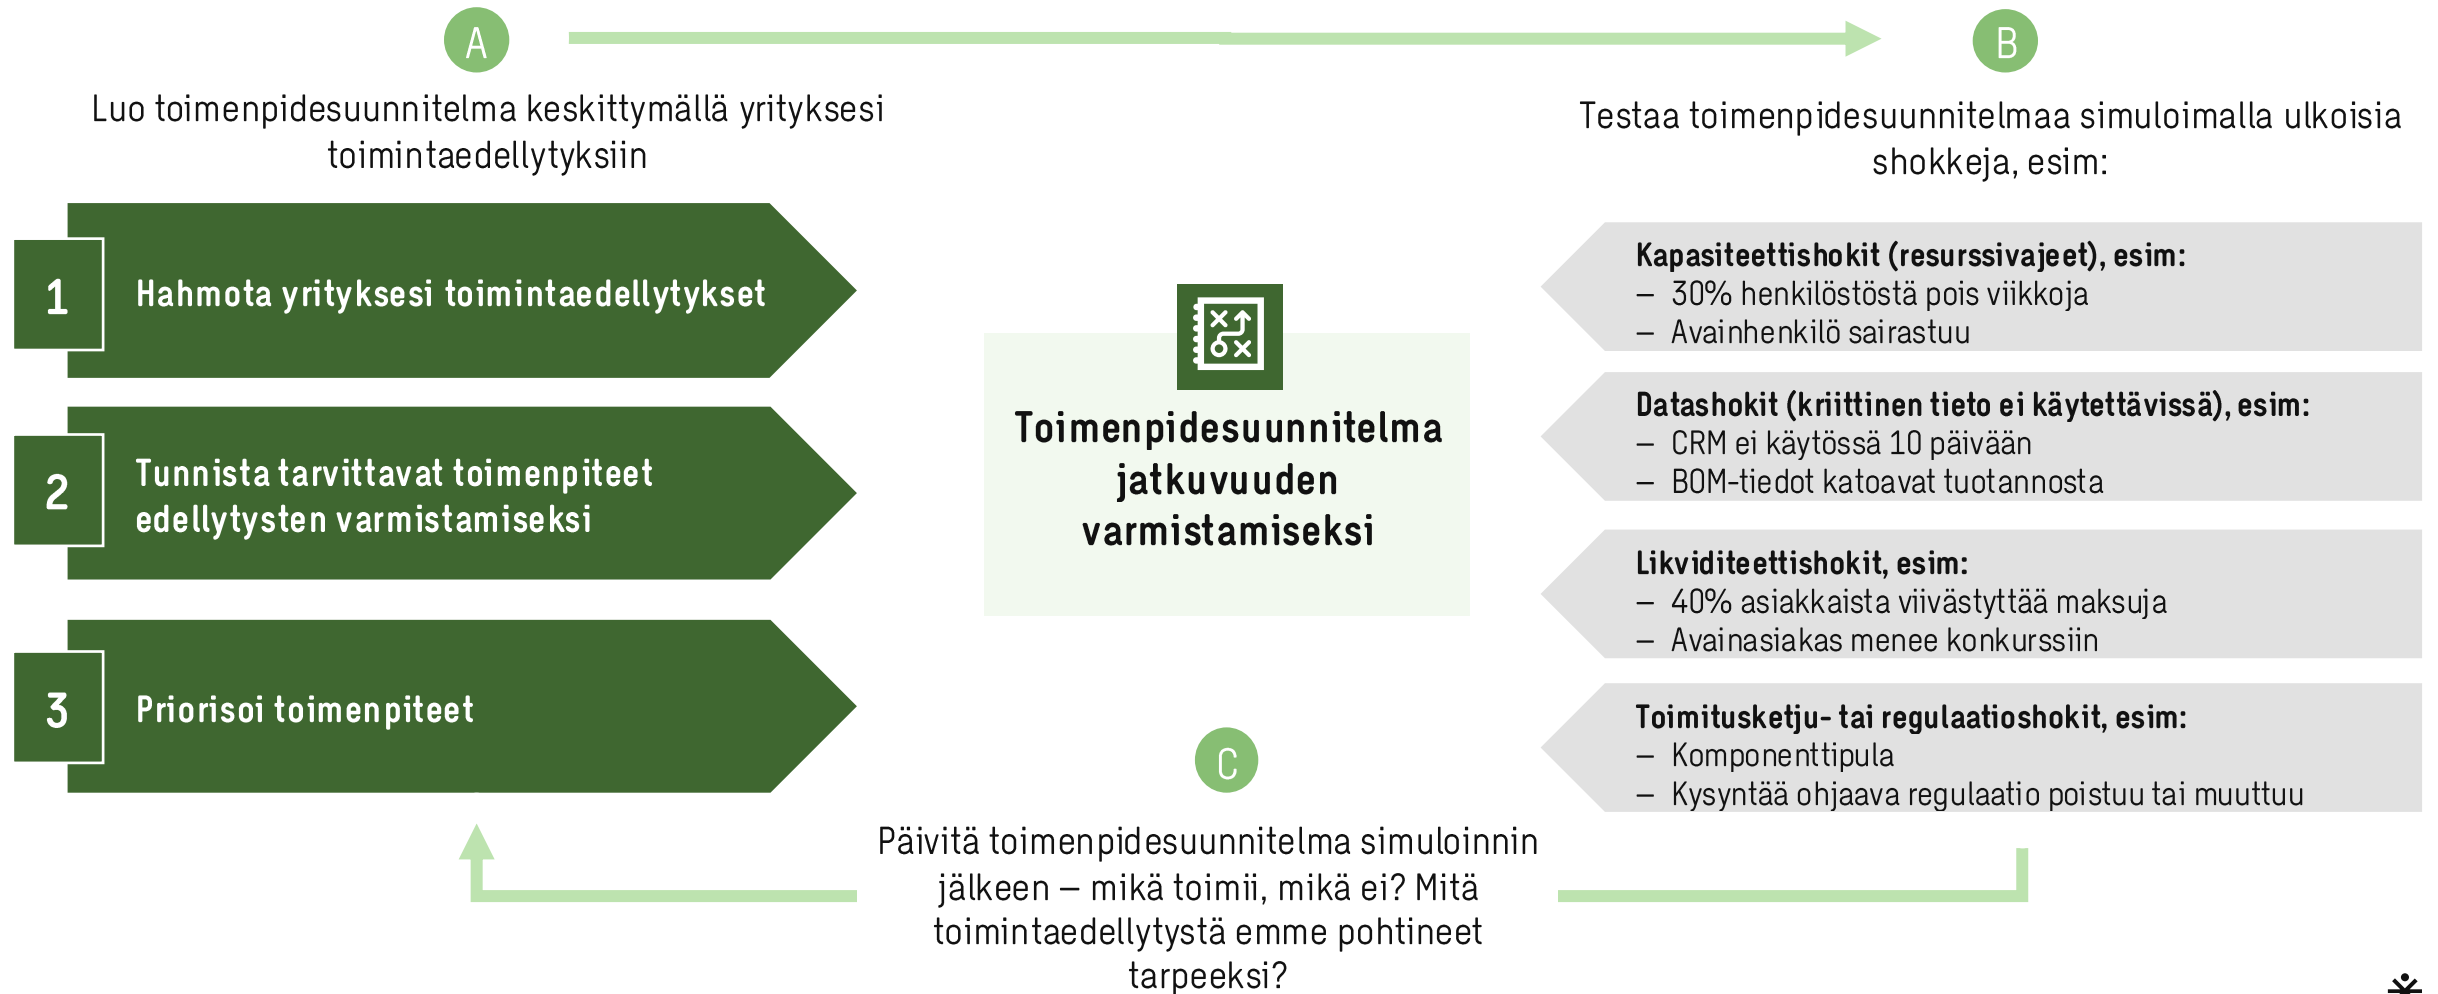 A
Luo toimenpidesuunnitelma keskittymällä yrityksesi
toimintaedellytyksiin
1
Hahmota yrityksesi toimintaedellytykset
2
Tunnista tarvittavat toimenpiteet
edellytysten varmistamiseksi
3
Priorisoi toimenpiteet
Toimenpidesuunnitelma
jatkuvuuden
varmistamiseksi
B
Testaa toimenpidesuunnitelmaa simuloimalla ulkoisia
shokkeja, esim:
Kapasiteettishokit (resurssivajeet), esim:
– 30% henkilöstöstä pois viikkoja
– Avainhenkilö sairastuu
Datashokit (kriittinen tieto ei käytettävissä), esim:
– CRM ei käytössä 10 päivään
– BOM-tiedot katoavat tuotannosta
Likviditeettishokit, esim:
– 40% asiakkaista viivästyttää maksuja
– Avainasiakas menee konkurssiin
Toimitusketju- tai regulaatioshokit, esim:
– Komponenttipula
– Kysyntää ohjaava regulaatio poistuu tai muuttuu
C
Päivitä toimenpidesuunnitelma simuloinnin
jälkeen – mikä toimii, mikä ei? Mitä
toimintaedellytystä emme pohtineet
tarpeeksi?